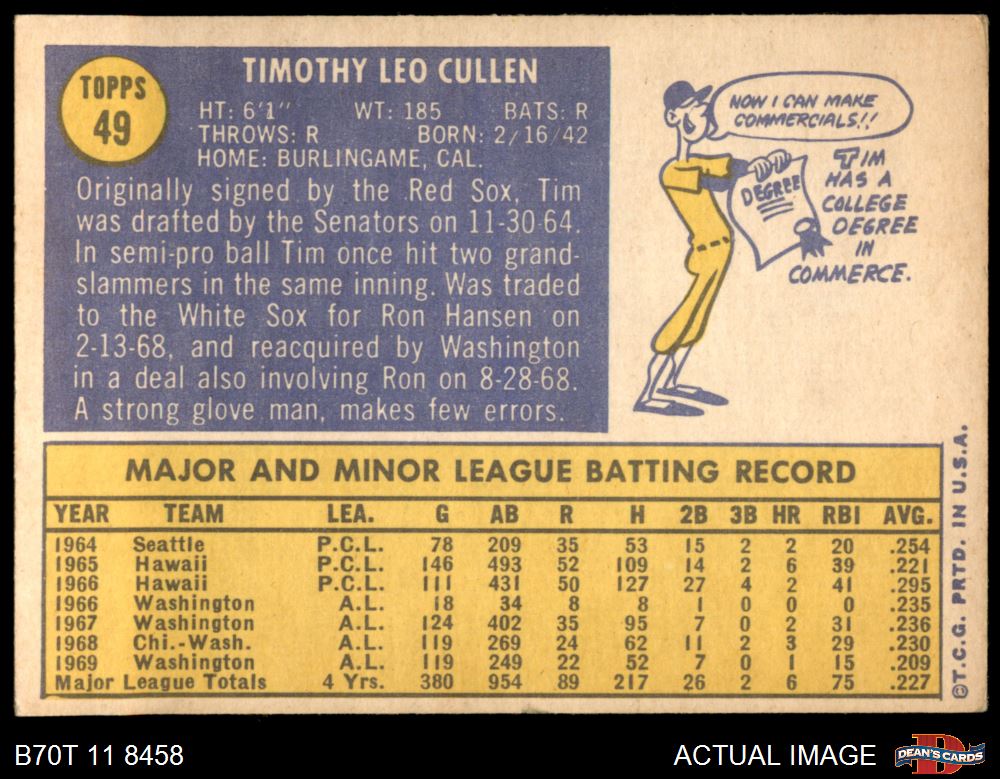 TOPPS
49
TIMOTHY LEO CULLEN
HT: 6'1" WT: 185 BATS: R
THROWS: R BORN: 2/16/42
HOME: BURLINGAME, CAL.
Originally signed by the Red Sox, Tim
was drafted by the Senators on 11-30-64.
In semi-pro ball Tim once hit two grand-
slammers in the same inning. Was traded
to the White Sox for Ron Hansen on
2-13-68, and reacquired by Washington
in a deal also involving Ron on 8-28-68.
A strong glove man, makes few errors.
NOW I CAN MAKE
COMMERCIALS!!
DEGREE
TIM
HAS A
COLLEGE
DEGREE
IN
COMMERCE.
MAJOR AND MINOR LEAGUE BATTING RECORD
YEAR TEAM LEA. G AB R H 2B 3B HR RBI AVG.
1964 Seattle P.C.L. 78 209 35 53 15 2 2 20 .254
1965 Hawaii P.C.L. 146 493 52 109 14 2 6 39 .221
1966 Hawaii P.C.L. 111 431 50 127 27 4 2 41 .295
1966 Washington A.L. 18 34 8 8 1 0 0 0 .235
1967 Washington A.L. 124 402 35 95 7 0 2 31 .236
1968 Chi.-Wash. A.L. 119 269 24 62 11 2 3 29 .230
1969 Washington A.L. 119 249 22 52 7 0 1 15 .209
Major League Totals 4 Yrs. 380 954 89 217 26 2 6 75 .227
©T.C.G. PRTD. IN U.S.A.
B70T 11 8458
ACTUAL IMAGE
DEAN'S CARDS